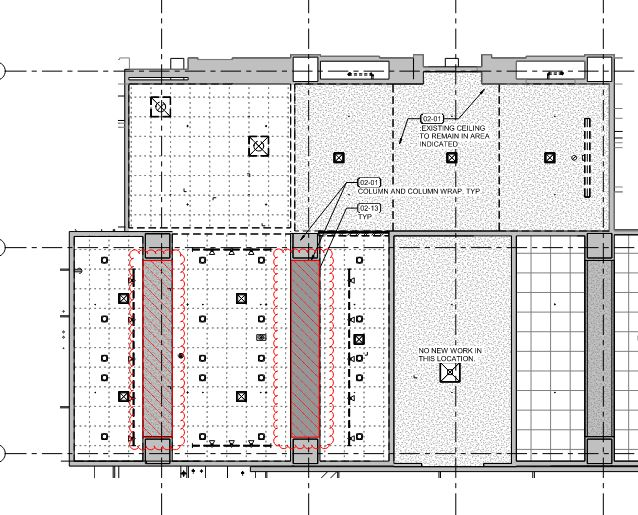 02-01
EXISTING CEILING
TO REMAIN IN AREA
INDICATED
02-01
COLUMN AND COLUMN WRAP. TYP
02-13
TYP
NO NEW WORK IN
THIS LOCATION.